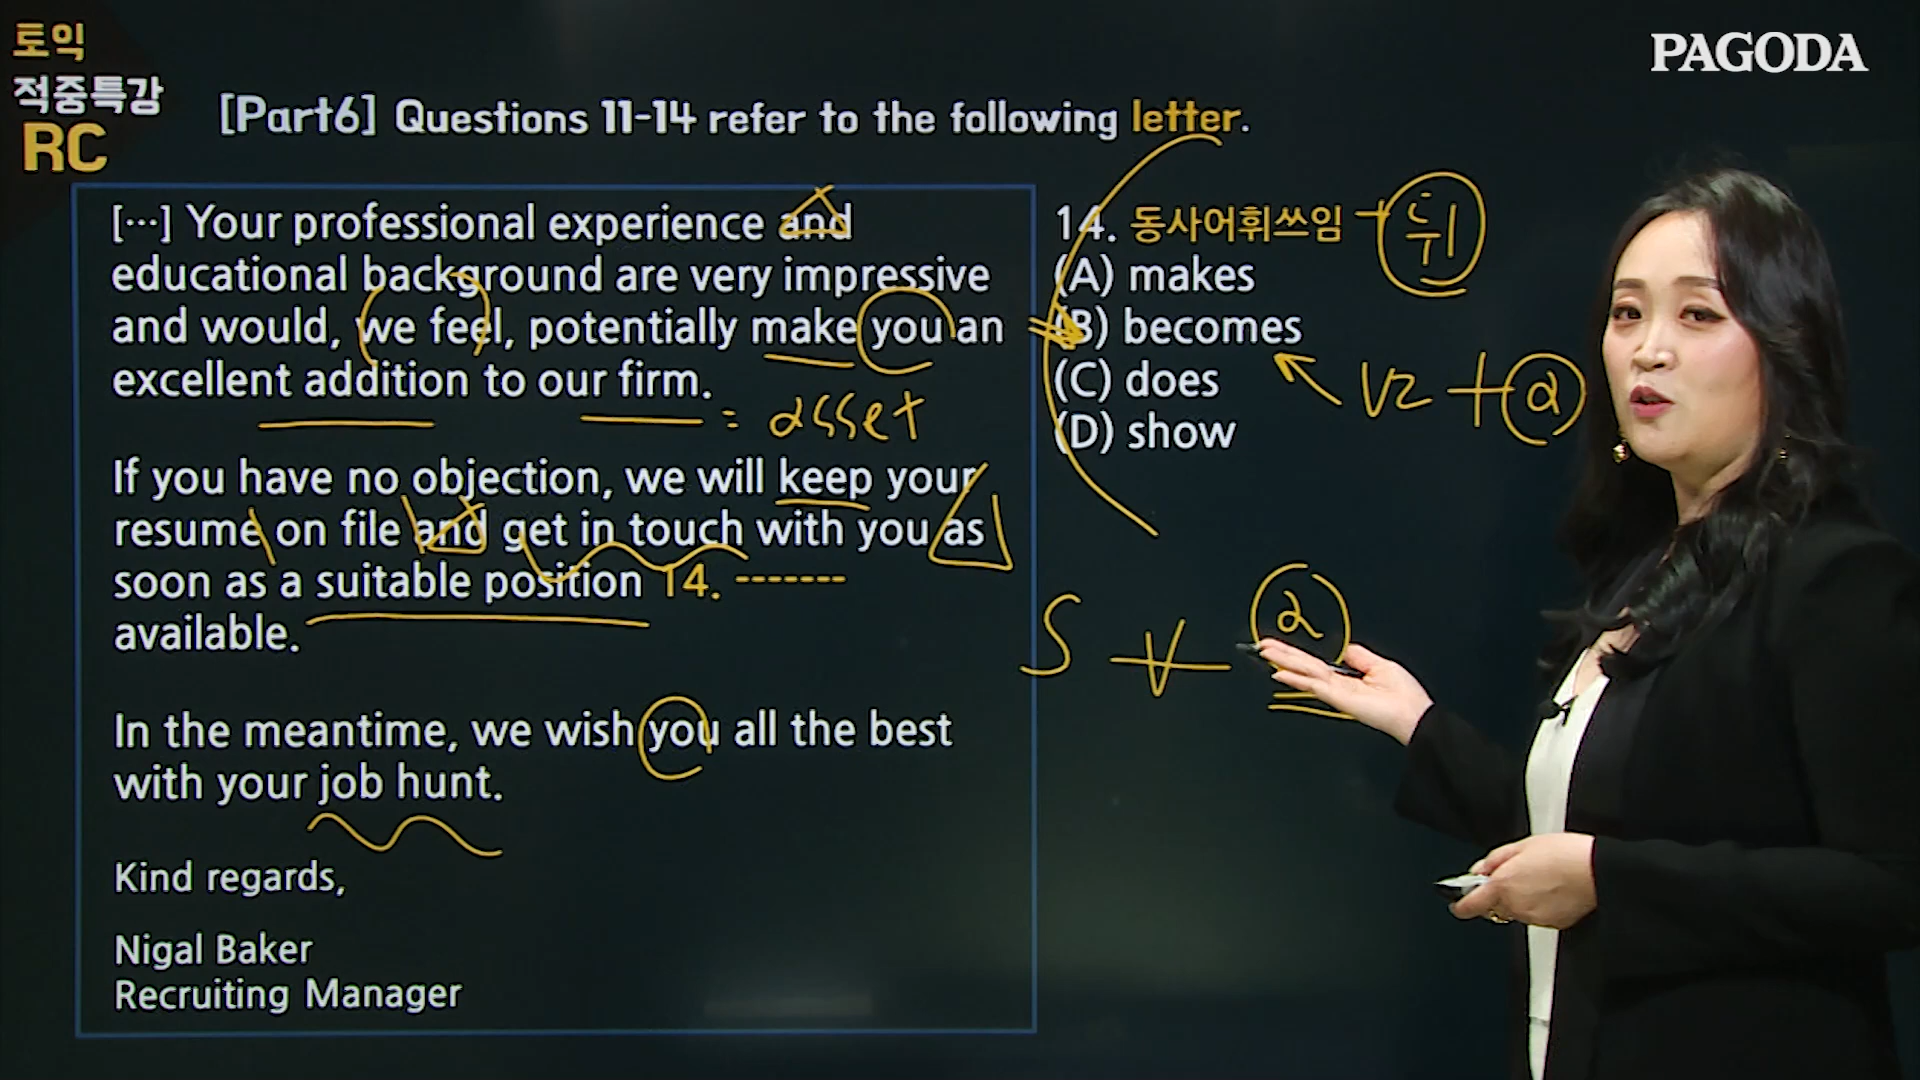 토익
적중특강
RC
PAGODA
[Part6] Questions 11-14 refer to the following letter.
[···] Your professional experience and
educational background are very impressive
and would, we feel, potentially make you an
excellent addition to our firm.
= asset
If you have no objection, we will keep your
resume on file and get in touch with you as
soon as a suitable position 14. -------
available.
In the meantime, we wish you all the best
with your job hunt.
Kind regards,
Nigal Baker
Recruiting Manager
14. 동사어휘쓰임 → 뒤
(A) makes
(B) becomes
(C) does
(D) show
V2 + a
S V a